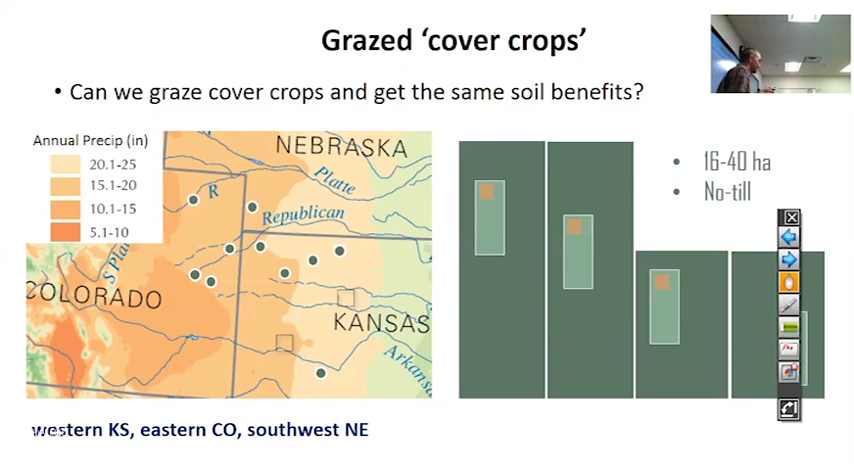 Grazed ‘cover crops’
• Can we graze cover crops and get the same soil benefits?
Annual Precip (in)
20.1-25
15.1-20
10.1-15
5.1-10
NEBRASKA
Platte
R
Republican
S Pla
COLORADO
KANSAS
Arkansa
• 16-40 ha
• No-till
western KS, eastern CO, southwest NE